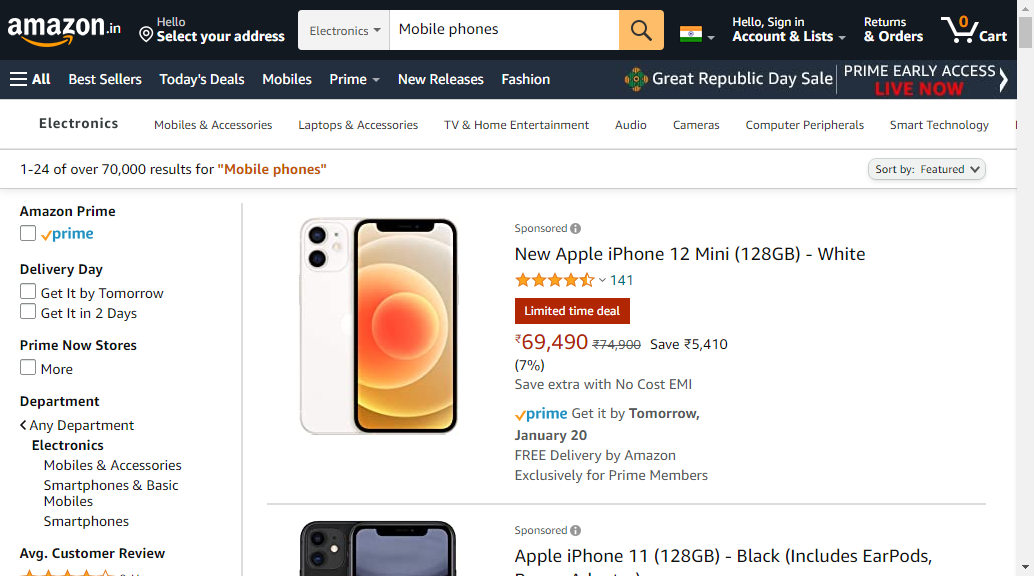 amazon.in
Hello
Select your address
Electronics
Mobile phones
Hello, Sign in
Account & Lists
Returns
& Orders
0
Cart
All
Best Sellers
Today's Deals
Mobiles
Prime
New Releases
Fashion
Great Republic Day Sale
PRIME EARLY ACCESS
LIVE NOW
Electronics
Mobiles & Accessories
Laptops & Accessories
TV & Home Entertainment
Audio
Cameras
Computer Peripherals
Smart Technology
1-24 of over 70,000 results for "Mobile phones"
Sort by: Featured
Amazon Prime
prime
Delivery Day
Get It by Tomorrow
Get It in 2 Days
Prime Now Stores
More
Department
Any Department
Electronics
Mobiles & Accessories
Smartphones & Basic
Mobiles
Smartphones
Avg. Customer Review
Sponsored
New Apple iPhone 12 Mini (128GB) - White
141
Limited time deal
₹69,490 ₹74,900 Save ₹5,410
(7%)
Save extra with No Cost EMI
prime Get it by Tomorrow,
January 20
FREE Delivery by Amazon
Exclusively for Prime Members
Sponsored
Apple iPhone 11 (128GB) - Black (Includes EarPods,